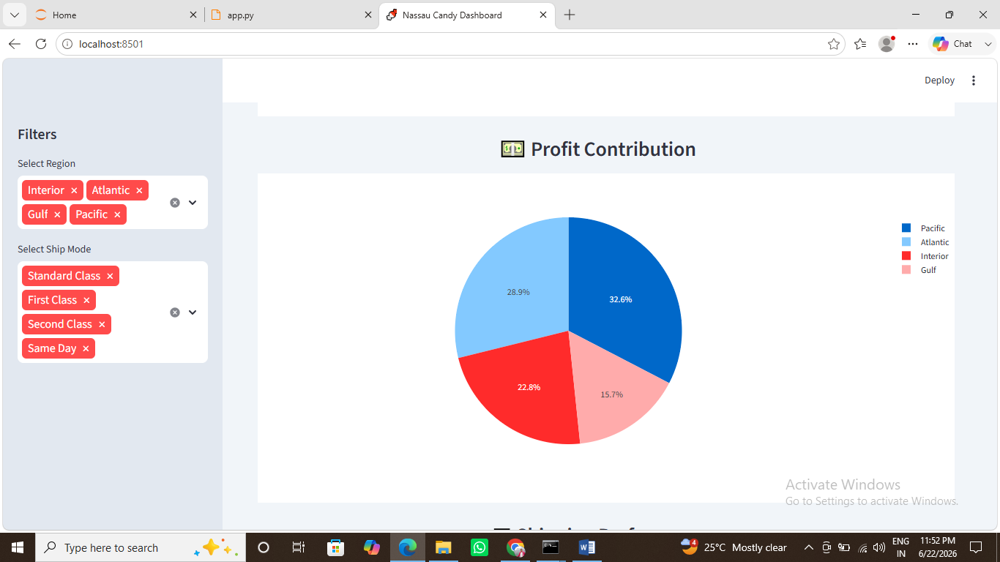 Home
app.py
Nassau Candy Dashboard
localhost:8501
Chat
Deploy
Filters
Select Region
Interior × Atlantic ×
Gulf × Pacific ×
Select Ship Mode
Standard Class ×
First Class ×
Second Class ×
Same Day ×
Profit Contribution
Pacific
Atlantic
Interior
Gulf
28.9%
32.6%
22.8%
15.7%
Activate Windows
Go to Settings to activate Windows.
Type here to search
4
25°C Mostly clear
ENG
IN
11:52 PM
6/22/2026